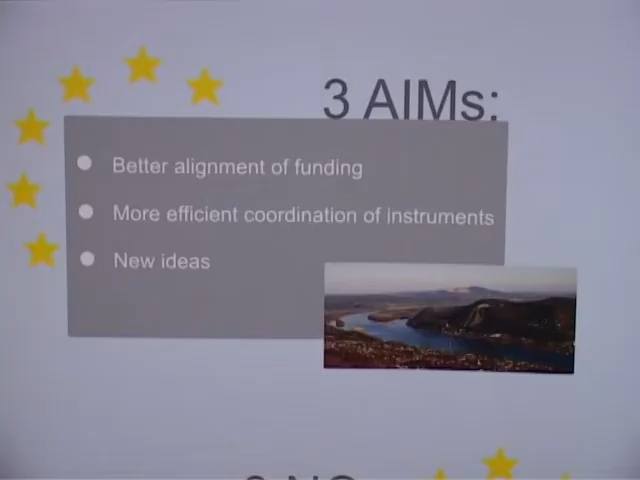 3 AIMs:
Better alignment of funding
More efficient coordination of instruments
New ideas